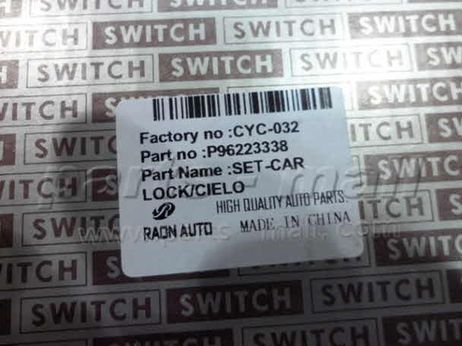 SWITCH SWITCH
SWITCH SWITCH SWITCH
SWITCH
Factory no :CYC-032
Part no :P96223338
Part Name :SET-CAR
LOCK/CIELO
HIGH QUALITY AUTO PARTS.
RAON AUTO MADE IN CHINA
SWITCH
SWITCH SWITCH
SWITCH